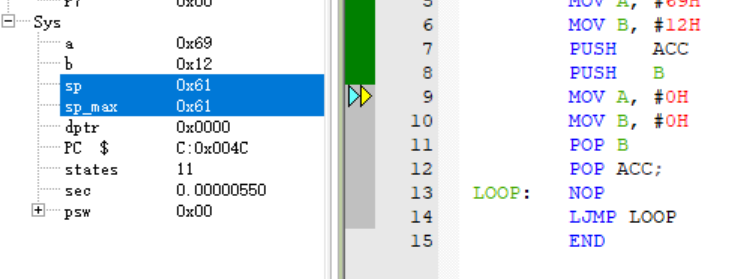 r7 0x00
Sys
a 0x69
b 0x12
sp 0x61
sp_max 0x61
dptr 0x0000
PC $ C:0x004C
states 11
sec 0.00000550
psw 0x00
5 MOV A, #69H
6 MOV B, #12H
7 PUSH ACC
8 PUSH B
9 MOV A, #0H
10 MOV B, #0H
11 POP B
12 POP ACC;
13 LOOP: NOP
14 LJMP LOOP
15 END